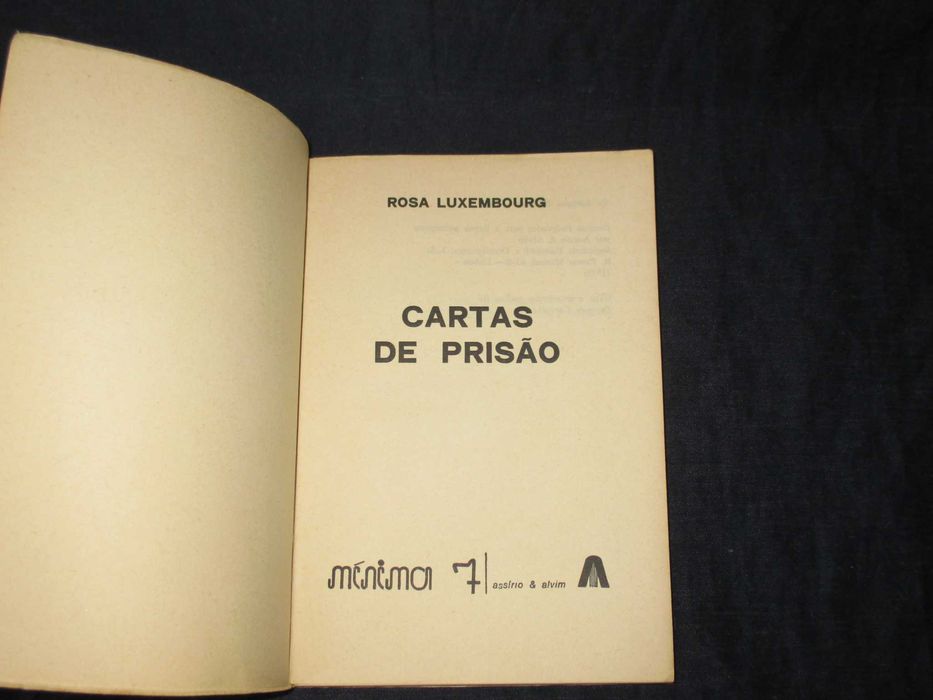 ROSA LUXEMBOURG
CARTAS
DE PRISÃO
mínima 7 assírio & alvim